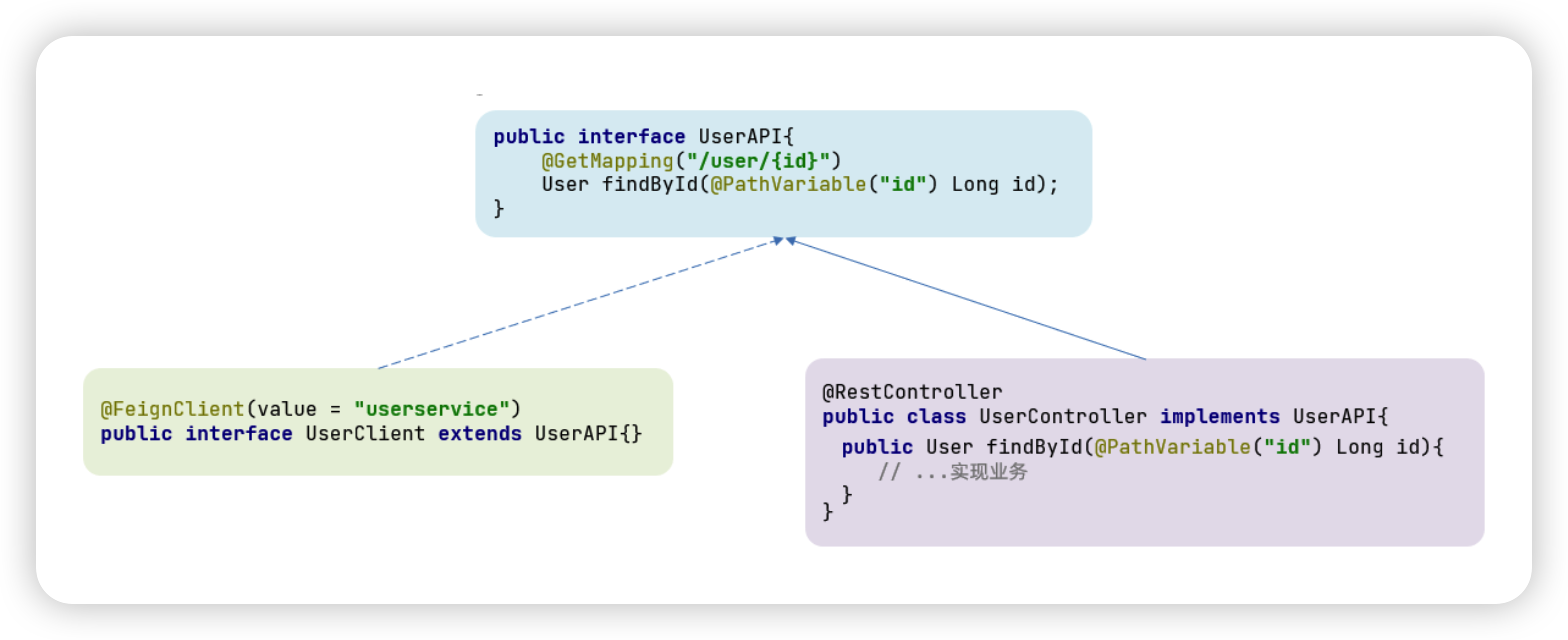 public interface UserAPI{
    @GetMapping("/user/{id}")
    User findById(@PathVariable("id") Long id);
}
@FeignClient(value = "userservice")
public interface UserClient extends UserAPI{}
@RestController
public class UserController implements UserAPI{
  public User findById(@PathVariable("id") Long id){
     // ...实现业务
  }
}